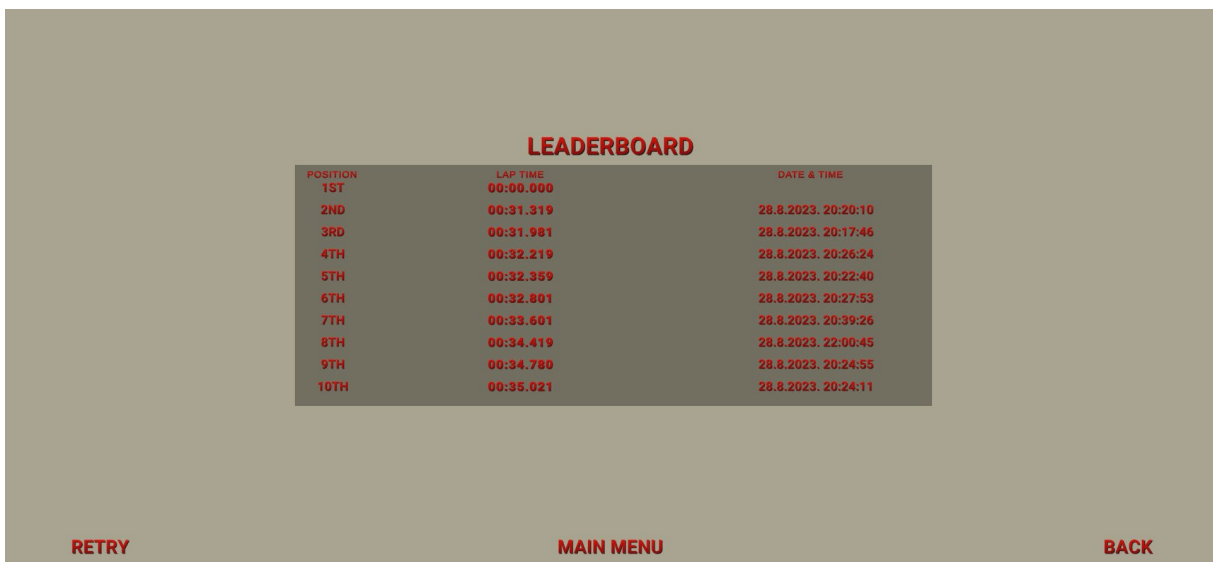 LEADERBOARD
POSITION LAP TIME DATE & TIME
1ST 00:00.000
2ND 00:31.319 28.8.2023. 20:20:10
3RD 00:31.981 28.8.2023. 20:17:46
4TH 00:32.219 28.8.2023. 20:26:24
5TH 00:32.359 28.8.2023. 20:22:40
6TH 00:32.801 28.8.2023. 20:27:53
7TH 00:33.601 28.8.2023. 20:39:26
8TH 00:34.419 28.8.2023. 22:00:45
9TH 00:34.780 28.8.2023. 20:24:55
10TH 00:35.021 28.8.2023. 20:24:11
RETRY MAIN MENU BACK